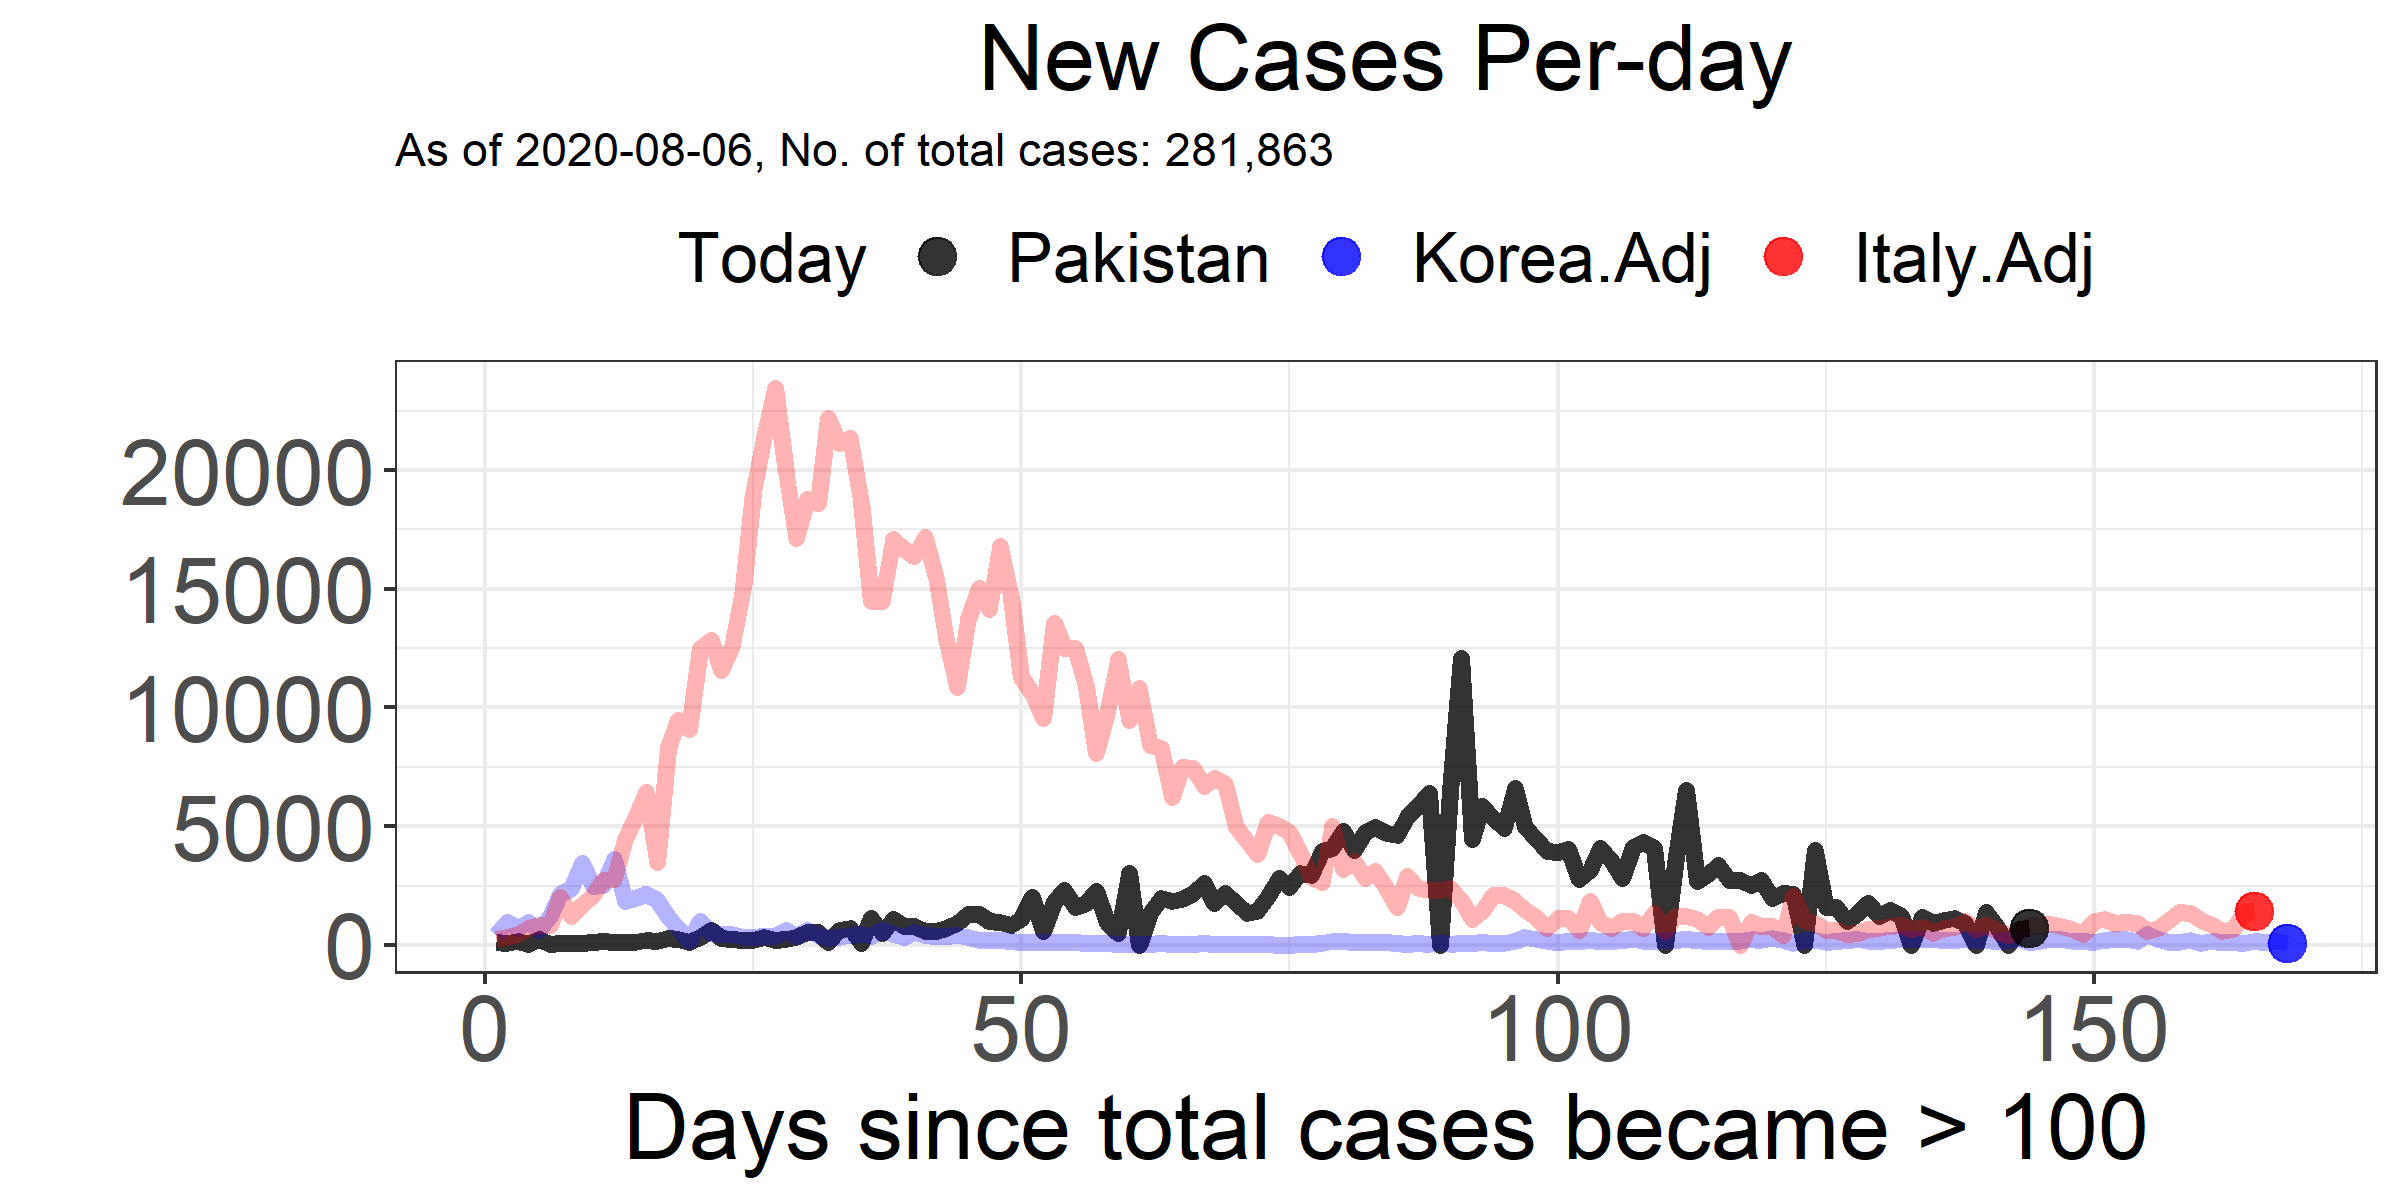 New Cases Per-day
As of 2020-08-06, No. of total cases: 281,863
Today Pakistan Korea.Adj Italy.Adj
20000
15000
10000
5000
0
0 50 100 150
Days since total cases became > 100